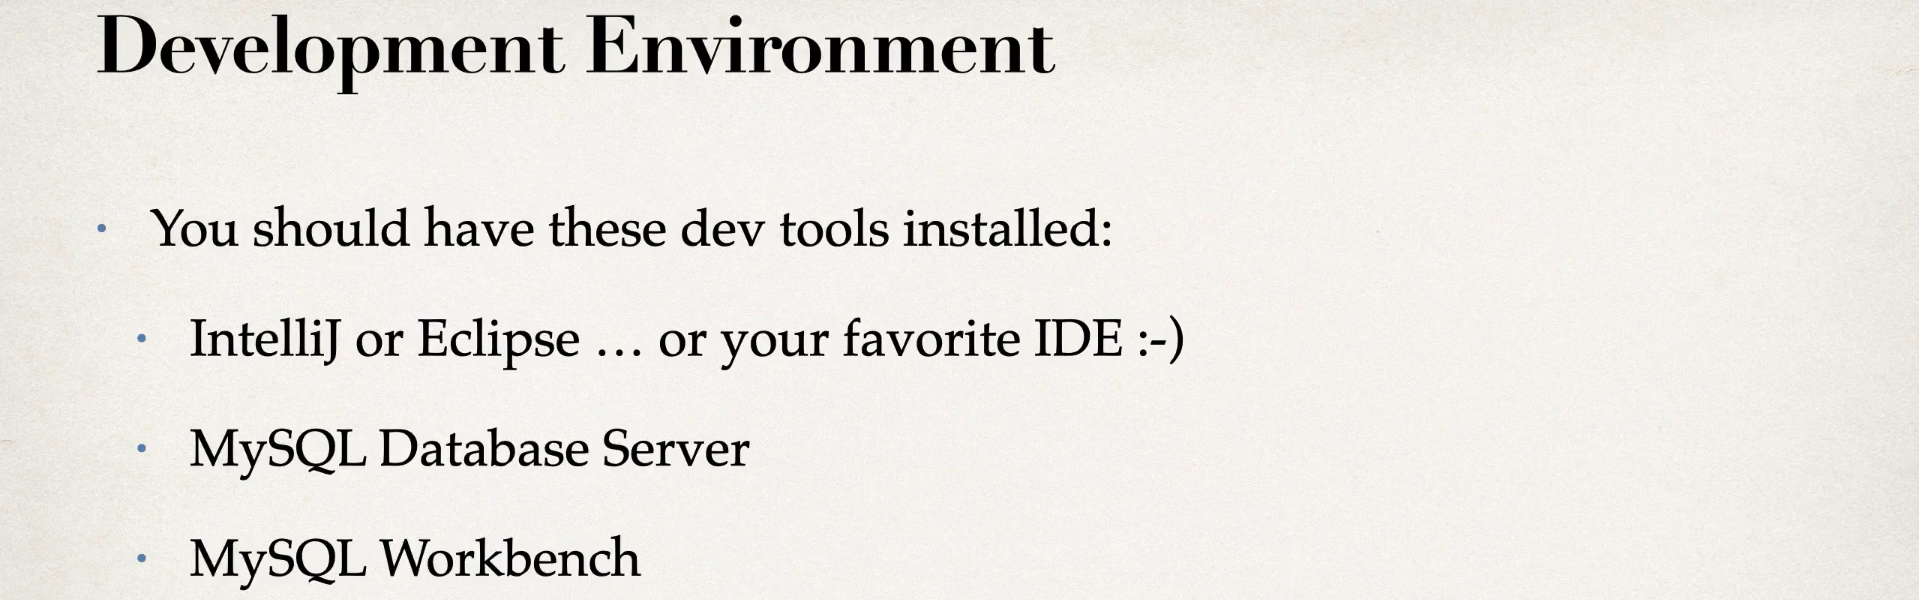 Development Environment
• You should have these dev tools installed:
• IntelliJ or Eclipse … or your favorite IDE :-)
• MySQL Database Server
• MySQL Workbench